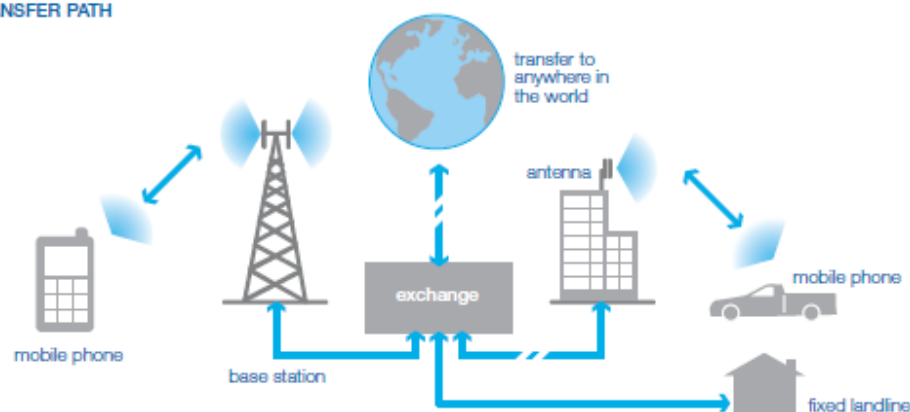 NSFER PATH
transfer to
anywhere in
the world
antenna
exchange
mobile phone
mobile phone
base station
fixed landline